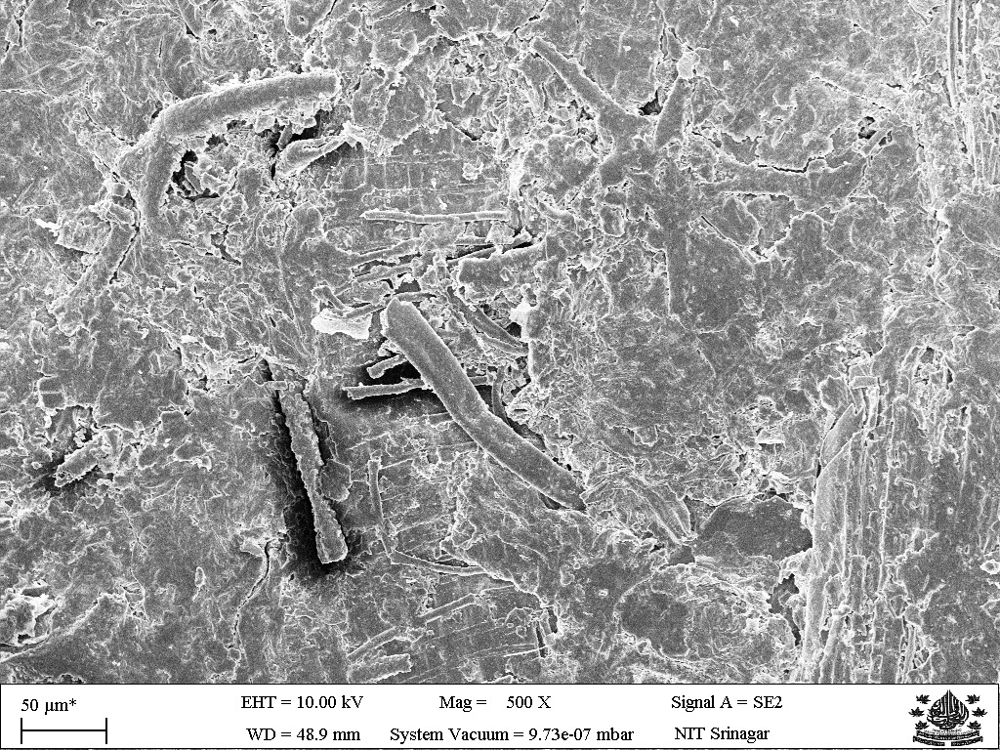 50 µm*
EHT = 10.00 kV
Mag = 500 X
Signal A = SE2
WD = 48.9 mm
System Vacuum = 9.73e-07 mbar
NIT Srinagar